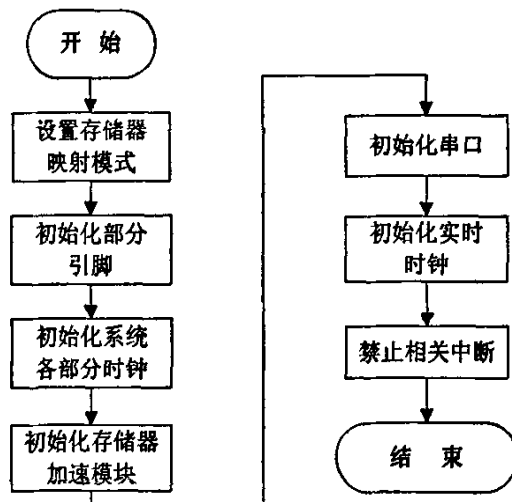 开 始
设置存储器
映射模式
初始化部分
引脚
初始化系统
各部分时钟
初始化存储器
加速模块
初始化串口
初始化实时
时钟
禁止相关中断
结 束